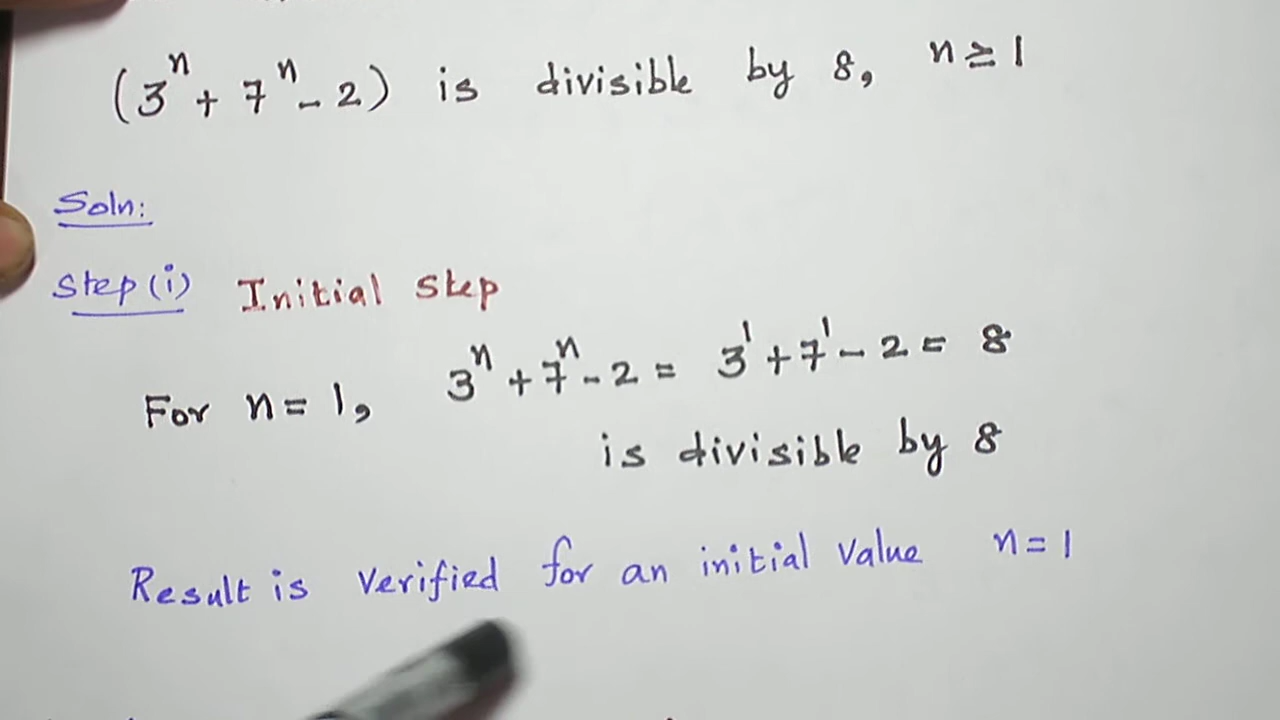 (3ⁿ + 7ⁿ - 2) is divisible by 8, n ≥ 1
Soln:
Step (i) Initial Step
For n = 1, 3ⁿ + 7ⁿ - 2 = 3¹ + 7¹ - 2 = 8
is divisible by 8
Result is verified for an initial value n = 1